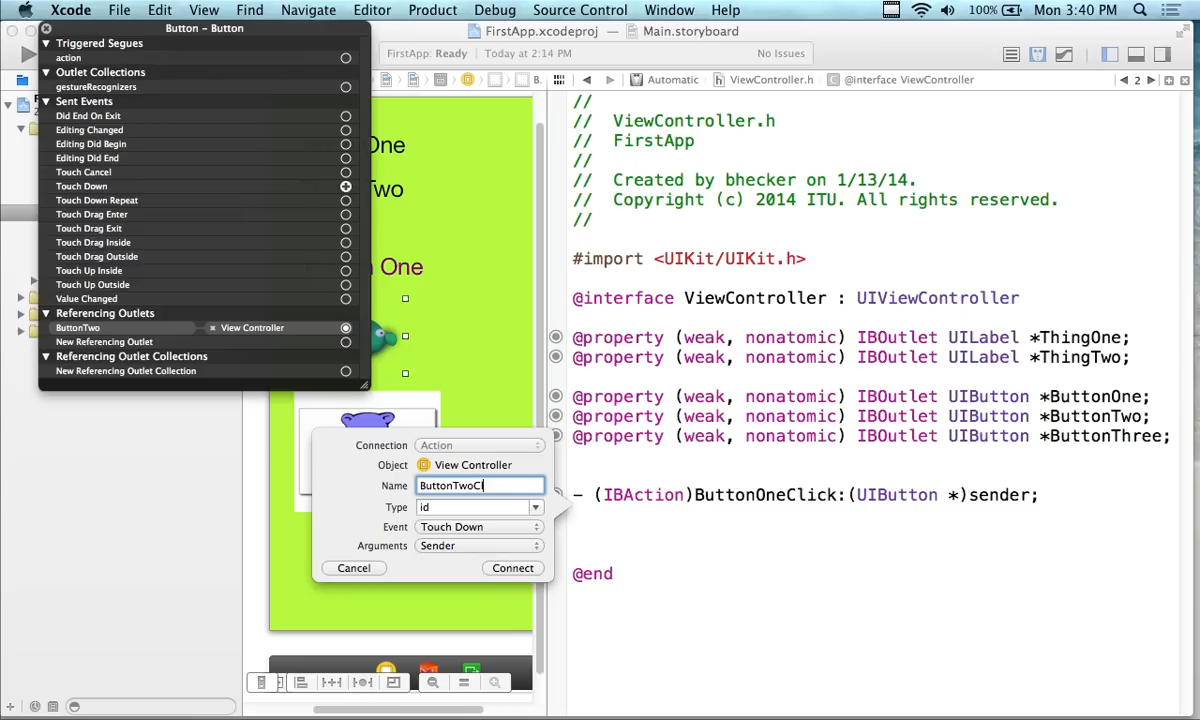 Xcode File Edit View Find Navigate Editor Product Debug Source Control Window Help 100% Mon 3:40 PM
Button – Button
FirstApp.xcodeproj — Main.storyboard
FirstApp: Ready Today at 2:14 PM No Issues
B. Automatic ViewController.h @interface ViewController 2
Triggered Segues
action
Outlet Collections
gestureRecognizers
Sent Events
Did End On Exit
Editing Changed
Editing Did Begin
Editing Did End
Touch Cancel
Touch Down
Touch Down Repeat
Touch Drag Enter
Touch Drag Exit
Touch Drag Inside
Touch Drag Outside
Touch Up Inside
Touch Up Outside
Value Changed
Referencing Outlets
ButtonTwo View Controller
New Referencing Outlet
Referencing Outlet Collections
New Referencing Outlet Collection
One
Two
One
Connection Action
Object View Controller
Name ButtonTwoCl
Type id
Event Touch Down
Arguments Sender
Cancel Connect
//
// ViewController.h
// FirstApp
//
// Created by bhecker on 1/13/14.
// Copyright (c) 2014 ITU. All rights reserved.
//
#import <UIKit/UIKit.h>
@interface ViewController : UIViewController
@property (weak, nonatomic) IBOutlet UILabel *ThingOne;
@property (weak, nonatomic) IBOutlet UILabel *ThingTwo;
@property (weak, nonatomic) IBOutlet UIButton *ButtonOne;
@property (weak, nonatomic) IBOutlet UIButton *ButtonTwo;
@property (weak, nonatomic) IBOutlet UIButton *ButtonThree;
- (IBAction)ButtonOneClick:(UIButton *)sender;
@end